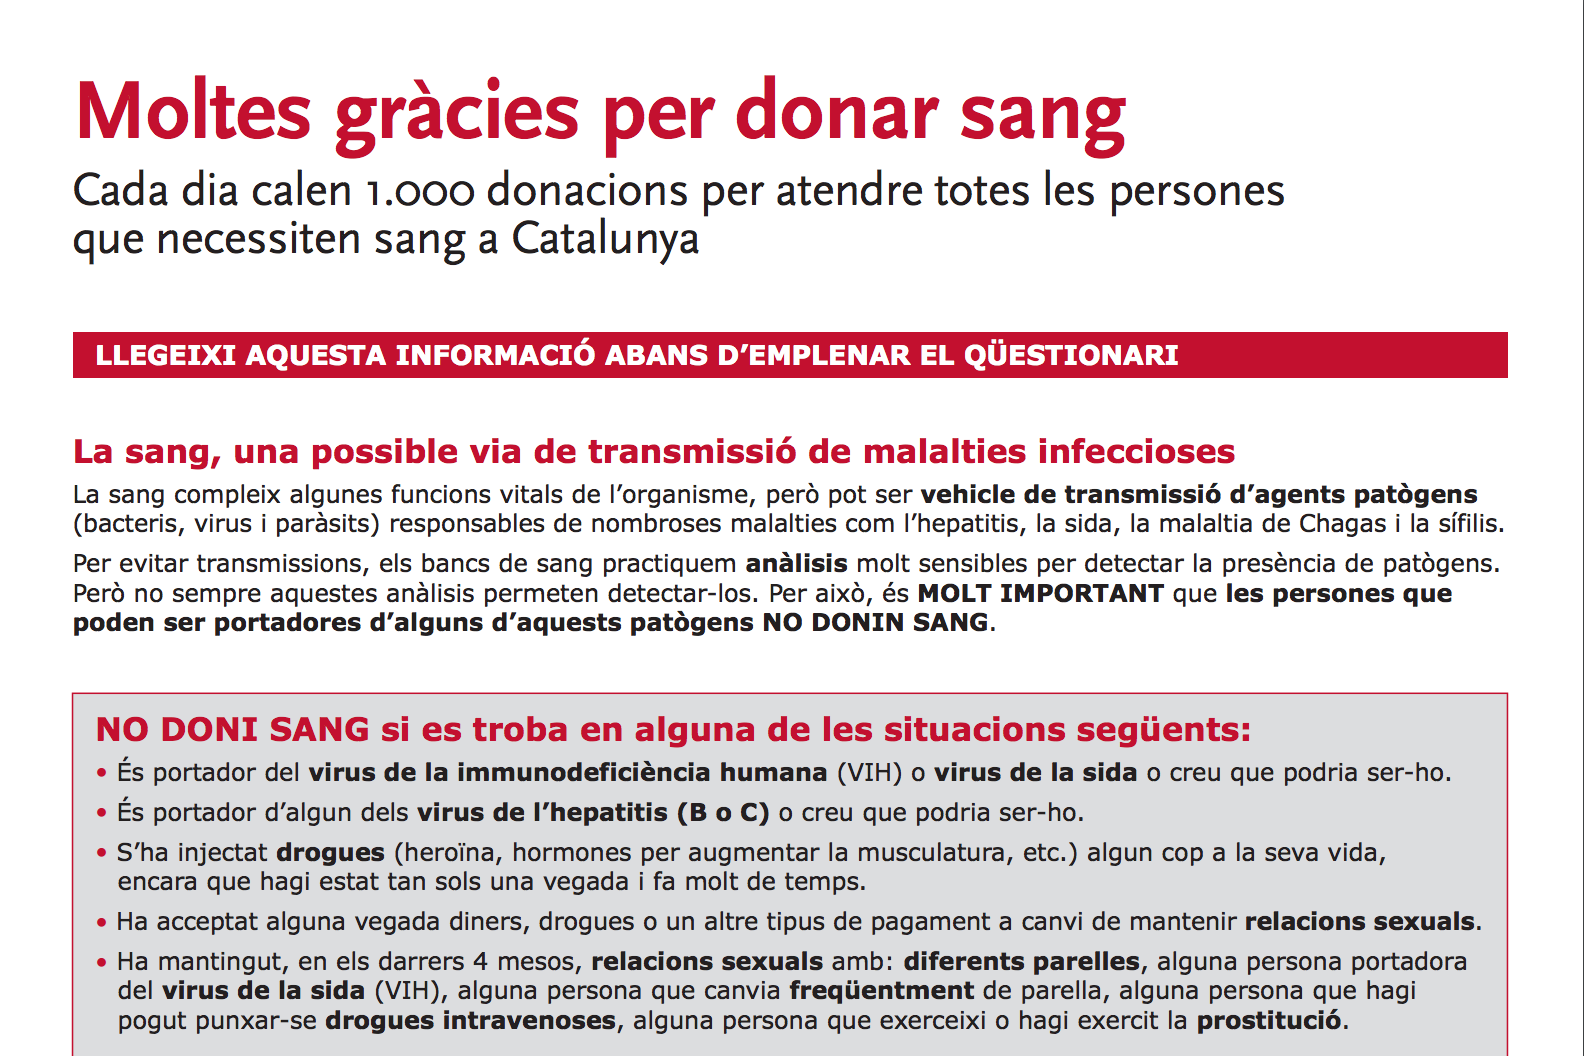 Moltes gràcies per donar sang
Cada dia calen 1.000 donacions per atendre totes les persones
que necessiten sang a Catalunya
LLEGEIXI AQUESTA INFORMACIÓ ABANS D’EMPLENAR EL QÜESTIONARI
La sang, una possible via de transmissió de malalties infeccioses
La sang compleix algunes funcions vitals de l’organisme, però pot ser vehicle de transmissió d’agents patògens
(bacteris, virus i paràsits) responsables de nombroses malalties com l’hepatitis, la sida, la malaltia de Chagas i la sífilis.
Per evitar transmissions, els bancs de sang practiquem anàlisis molt sensibles per detectar la presència de patògens.
Però no sempre aquestes anàlisis permeten detectar-los. Per això, és MOLT IMPORTANT que les persones que
poden ser portadores d’alguns d’aquests patògens NO DONIN SANG.
NO DONI SANG si es troba en alguna de les situacions següents:
• És portador del virus de la immunodeficiència humana (VIH) o virus de la sida o creu que podria ser-ho.
• És portador d’algun dels virus de l’hepatitis (B o C) o creu que podria ser-ho.
• S’ha injectat drogues (heroïna, hormones per augmentar la musculatura, etc.) algun cop a la seva vida,
encara que hagi estat tan sols una vegada i fa molt de temps.
• Ha acceptat alguna vegada diners, drogues o un altre tipus de pagament a canvi de mantenir relacions sexuals.
• Ha mantingut, en els darrers 4 mesos, relacions sexuals amb: diferents parelles, alguna persona portadora
del virus de la sida (VIH), alguna persona que canvia freqüentment de parella, alguna persona que hagi
pogut punxar-se drogues intravenoses, alguna persona que exerceixi o hagi exercit la prostitució.